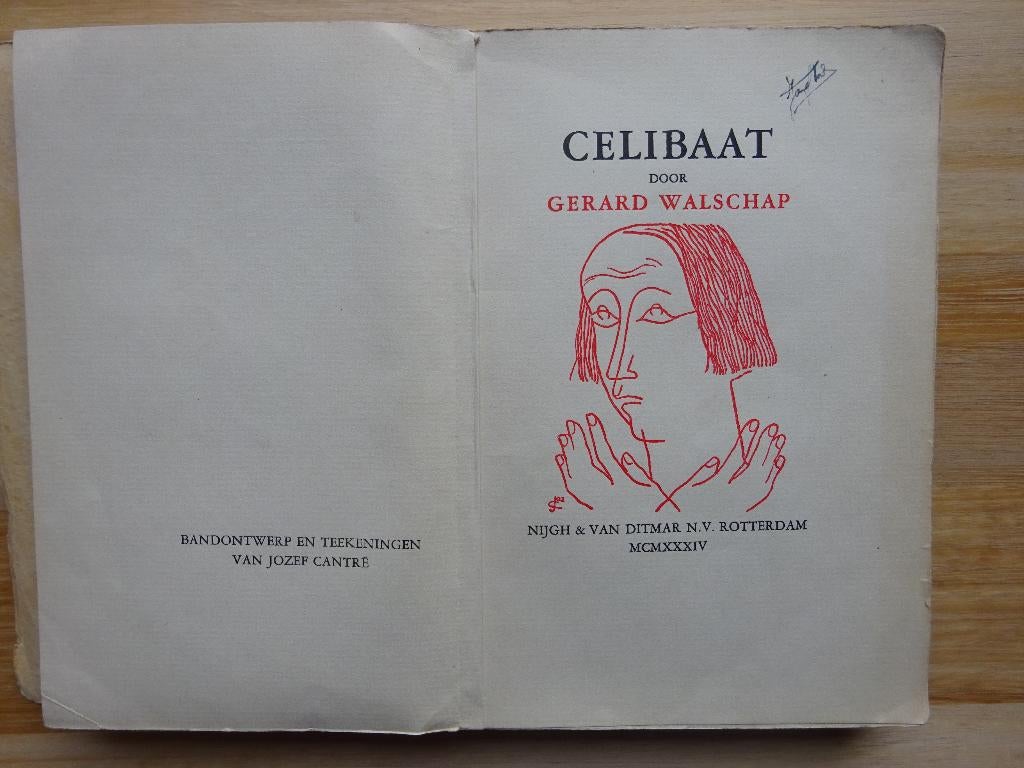 BANDONTWERP EN TEEKENINGEN
VAN JOZEF CANTRÉ
CELIBAAT
DOOR
GERARD WALSCHAP
NIJGH & VAN DITMAR N.V. ROTTERDAM
MCMXXXIV